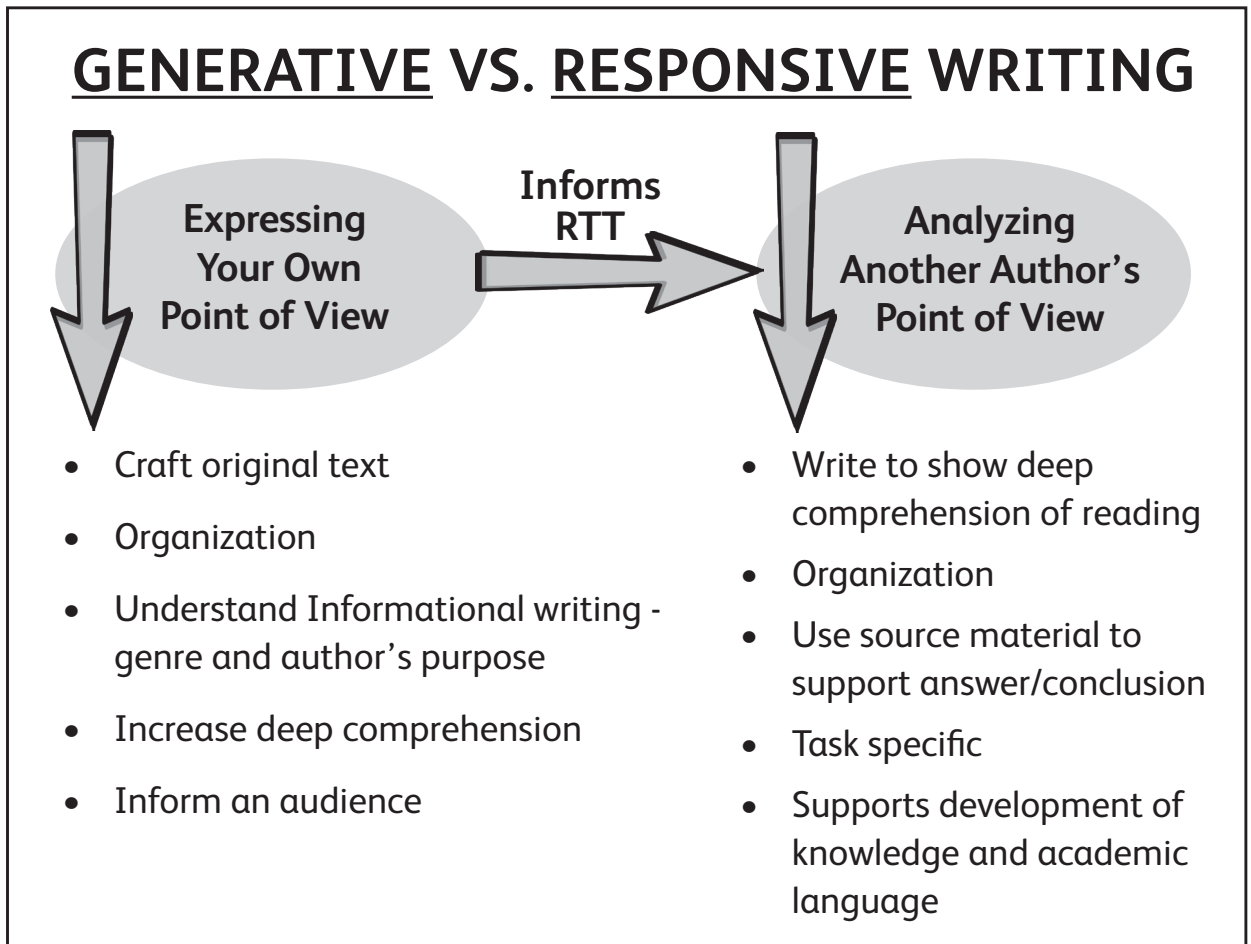 GENERATIVE VS. RESPONSIVE WRITING
Expressing
Your Own
Point of View
Informs
RTT
Analyzing
Another Author’s
Point of View
• Craft original text
• Organization
• Understand Informational writing -
genre and author’s purpose
• Increase deep comprehension
• Inform an audience
• Write to show deep
comprehension of reading
• Organization
• Use source material to
support answer/conclusion
• Task specific
• Supports development of
knowledge and academic
language